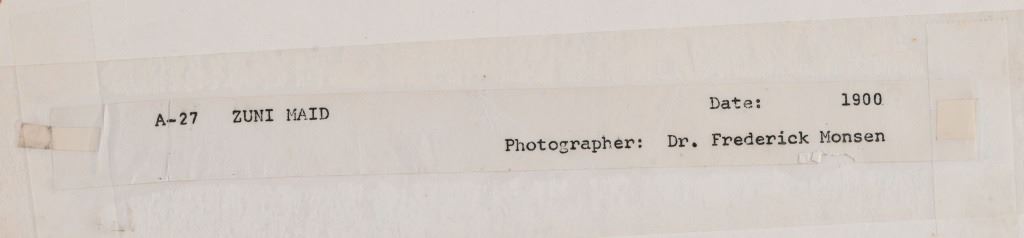 A-27 ZUNI MAID Date: 1900
Photographer: Dr. Frederick Monsen